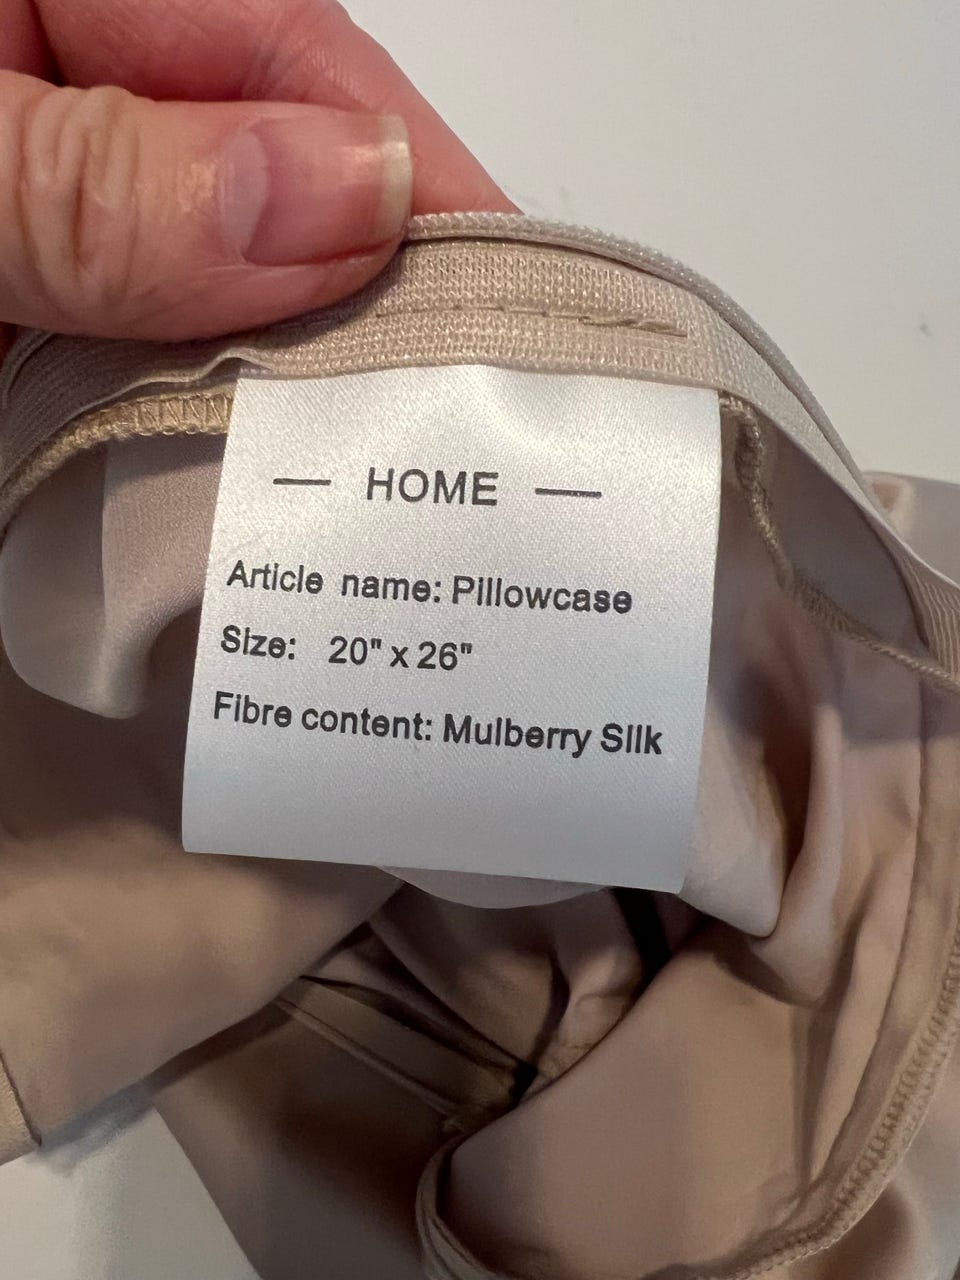 — HOME —
Article name: Pillowcase
Size: 20" x 26"
Fibre content: Mulberry Silk